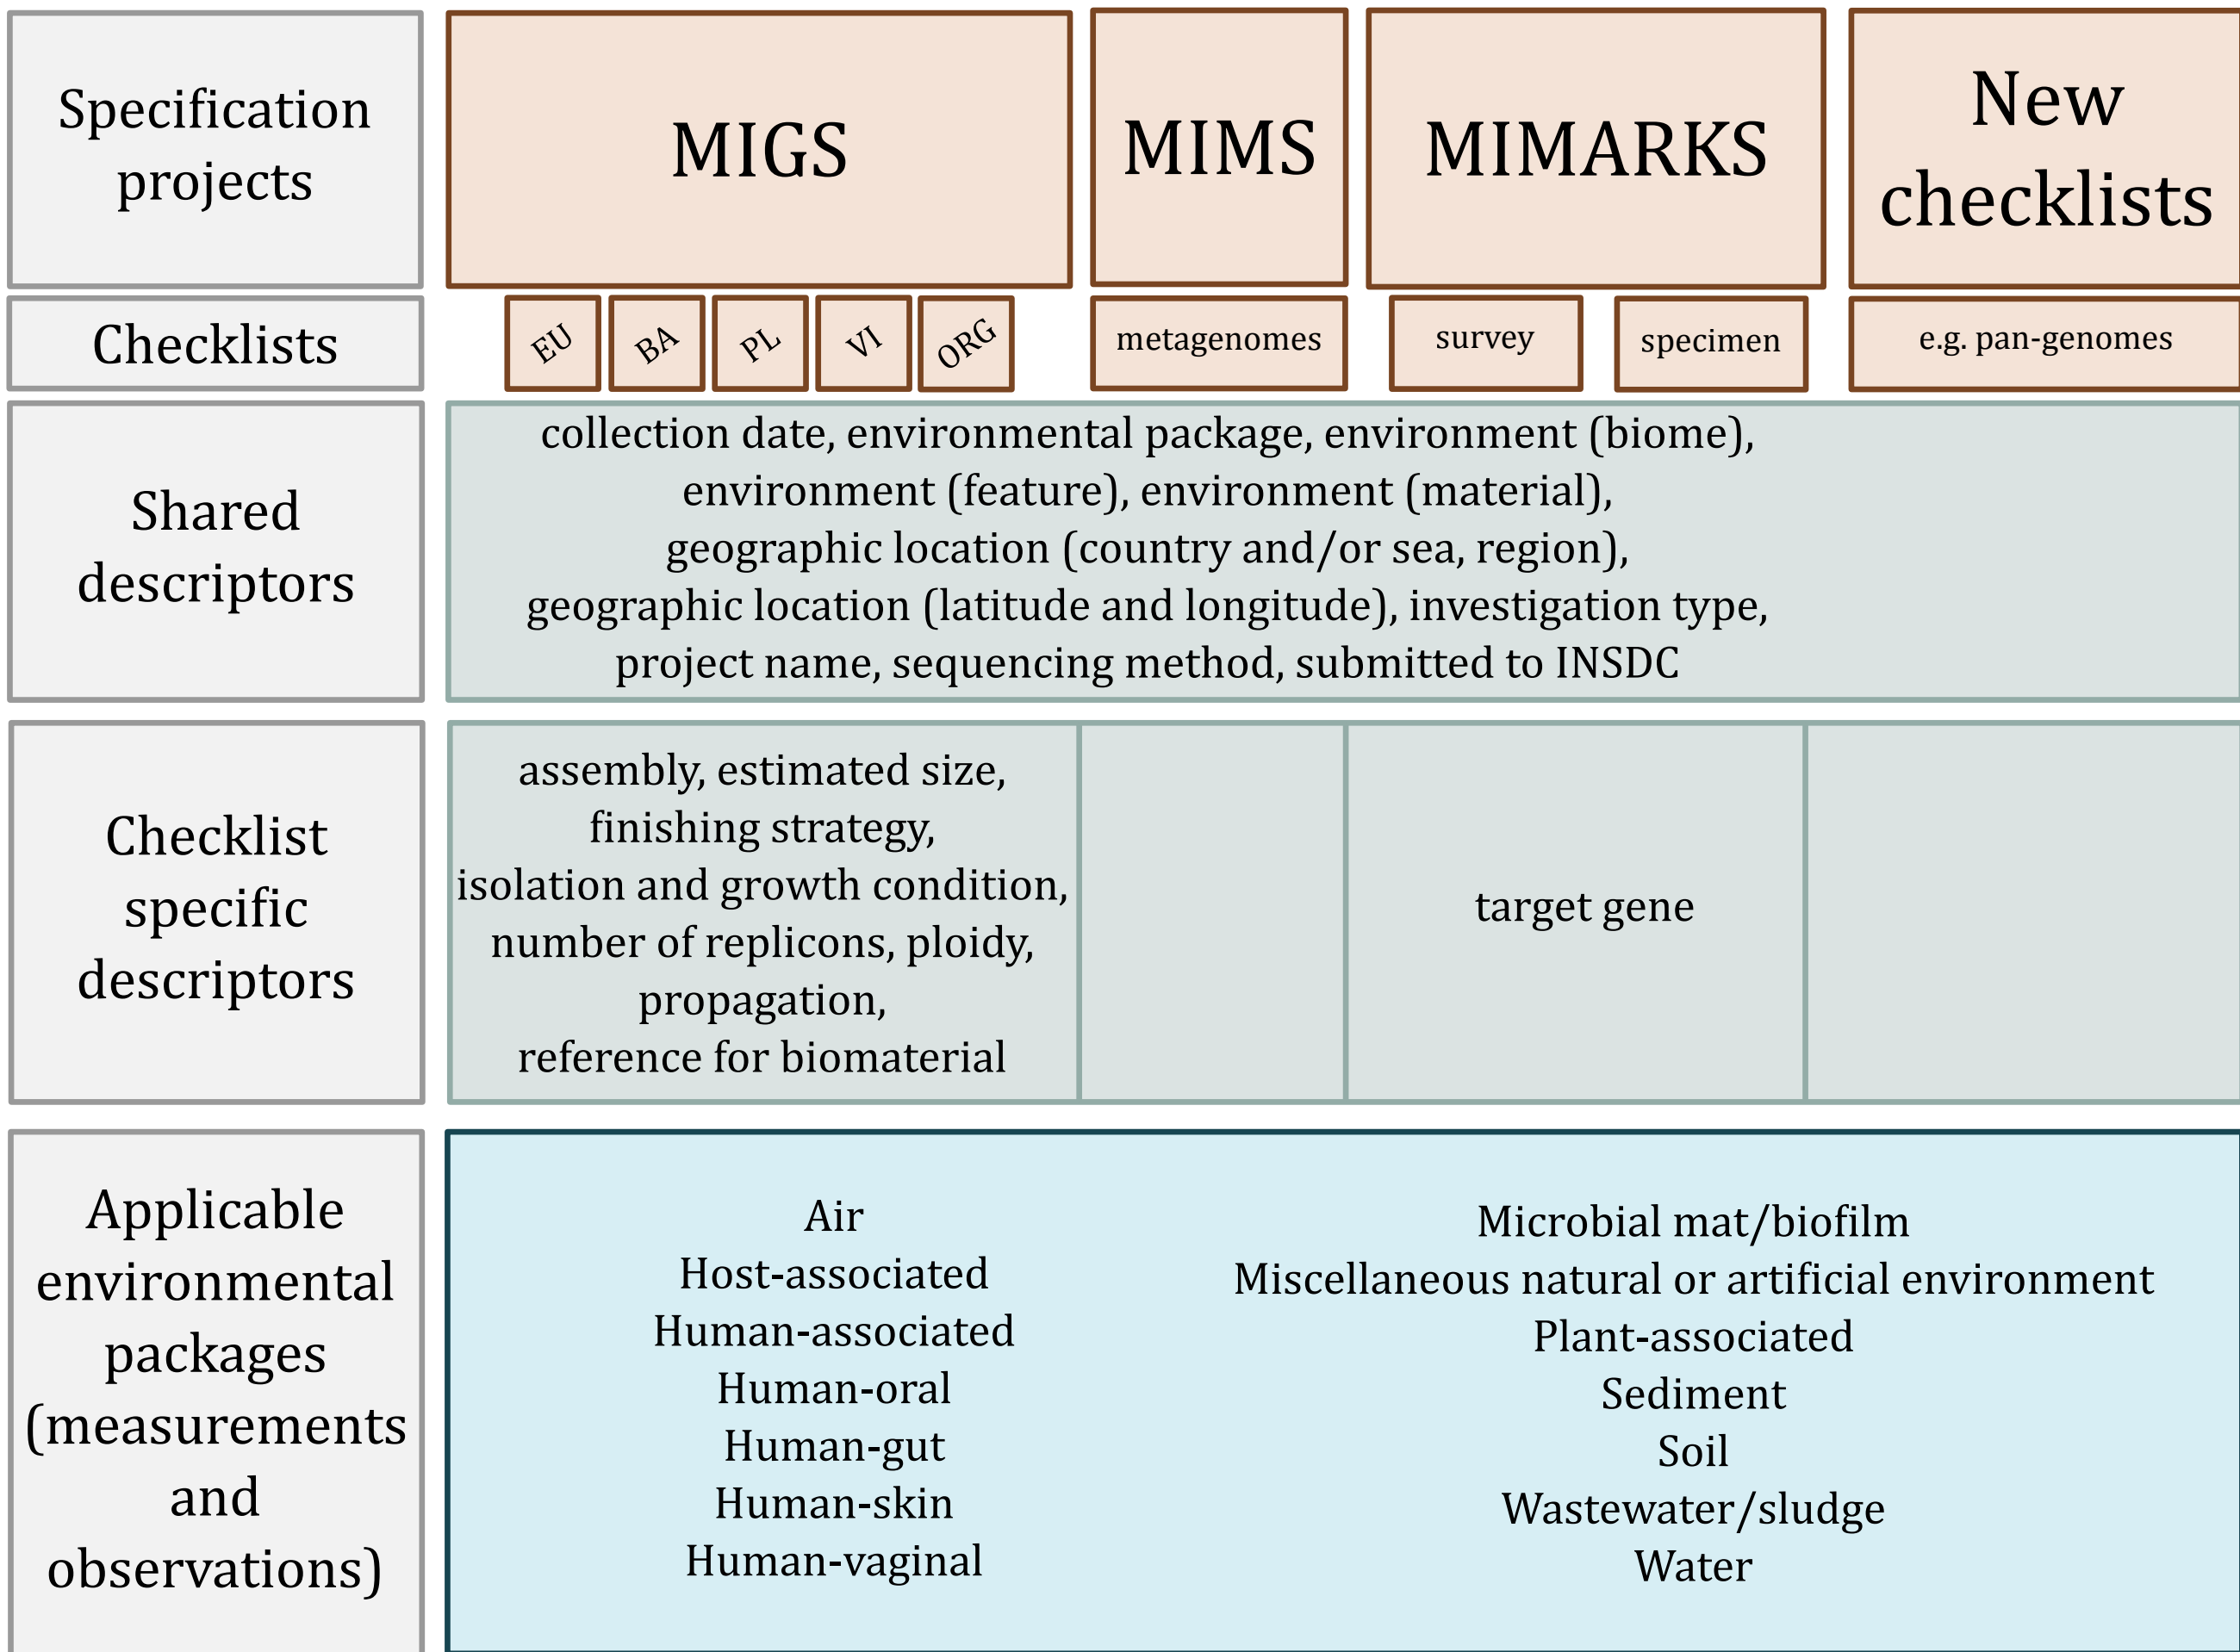 Specification
projects
MIGS
MIMS
MIMARKS
New
checklists
Checklists
EU
BA
PL
VI
ORG
metagenomes
survey
specimen
e.g. pan-genomes
Shared
descriptors
collection date, environmental package, environment (biome),
environment (feature), environment (material),
geographic location (country and/or sea, region),
geographic location (latitude and longitude), investigation type,
project name, sequencing method, submitted to INSDC
Checklist
specific
descriptors
assembly, estimated size,
finishing strategy,
isolation and growth condition,
number of replicons, ploidy,
propagation,
reference for biomaterial
target gene
Applicable
environmental
packages
(measurements
and
observations)
Air
Host-associated
Human-associated
Human-oral
Human-gut
Human-skin
Human-vaginal
Microbial mat/biofilm
Miscellaneous natural or artificial environment
Plant-associated
Sediment
Soil
Wastewater/sludge
Water